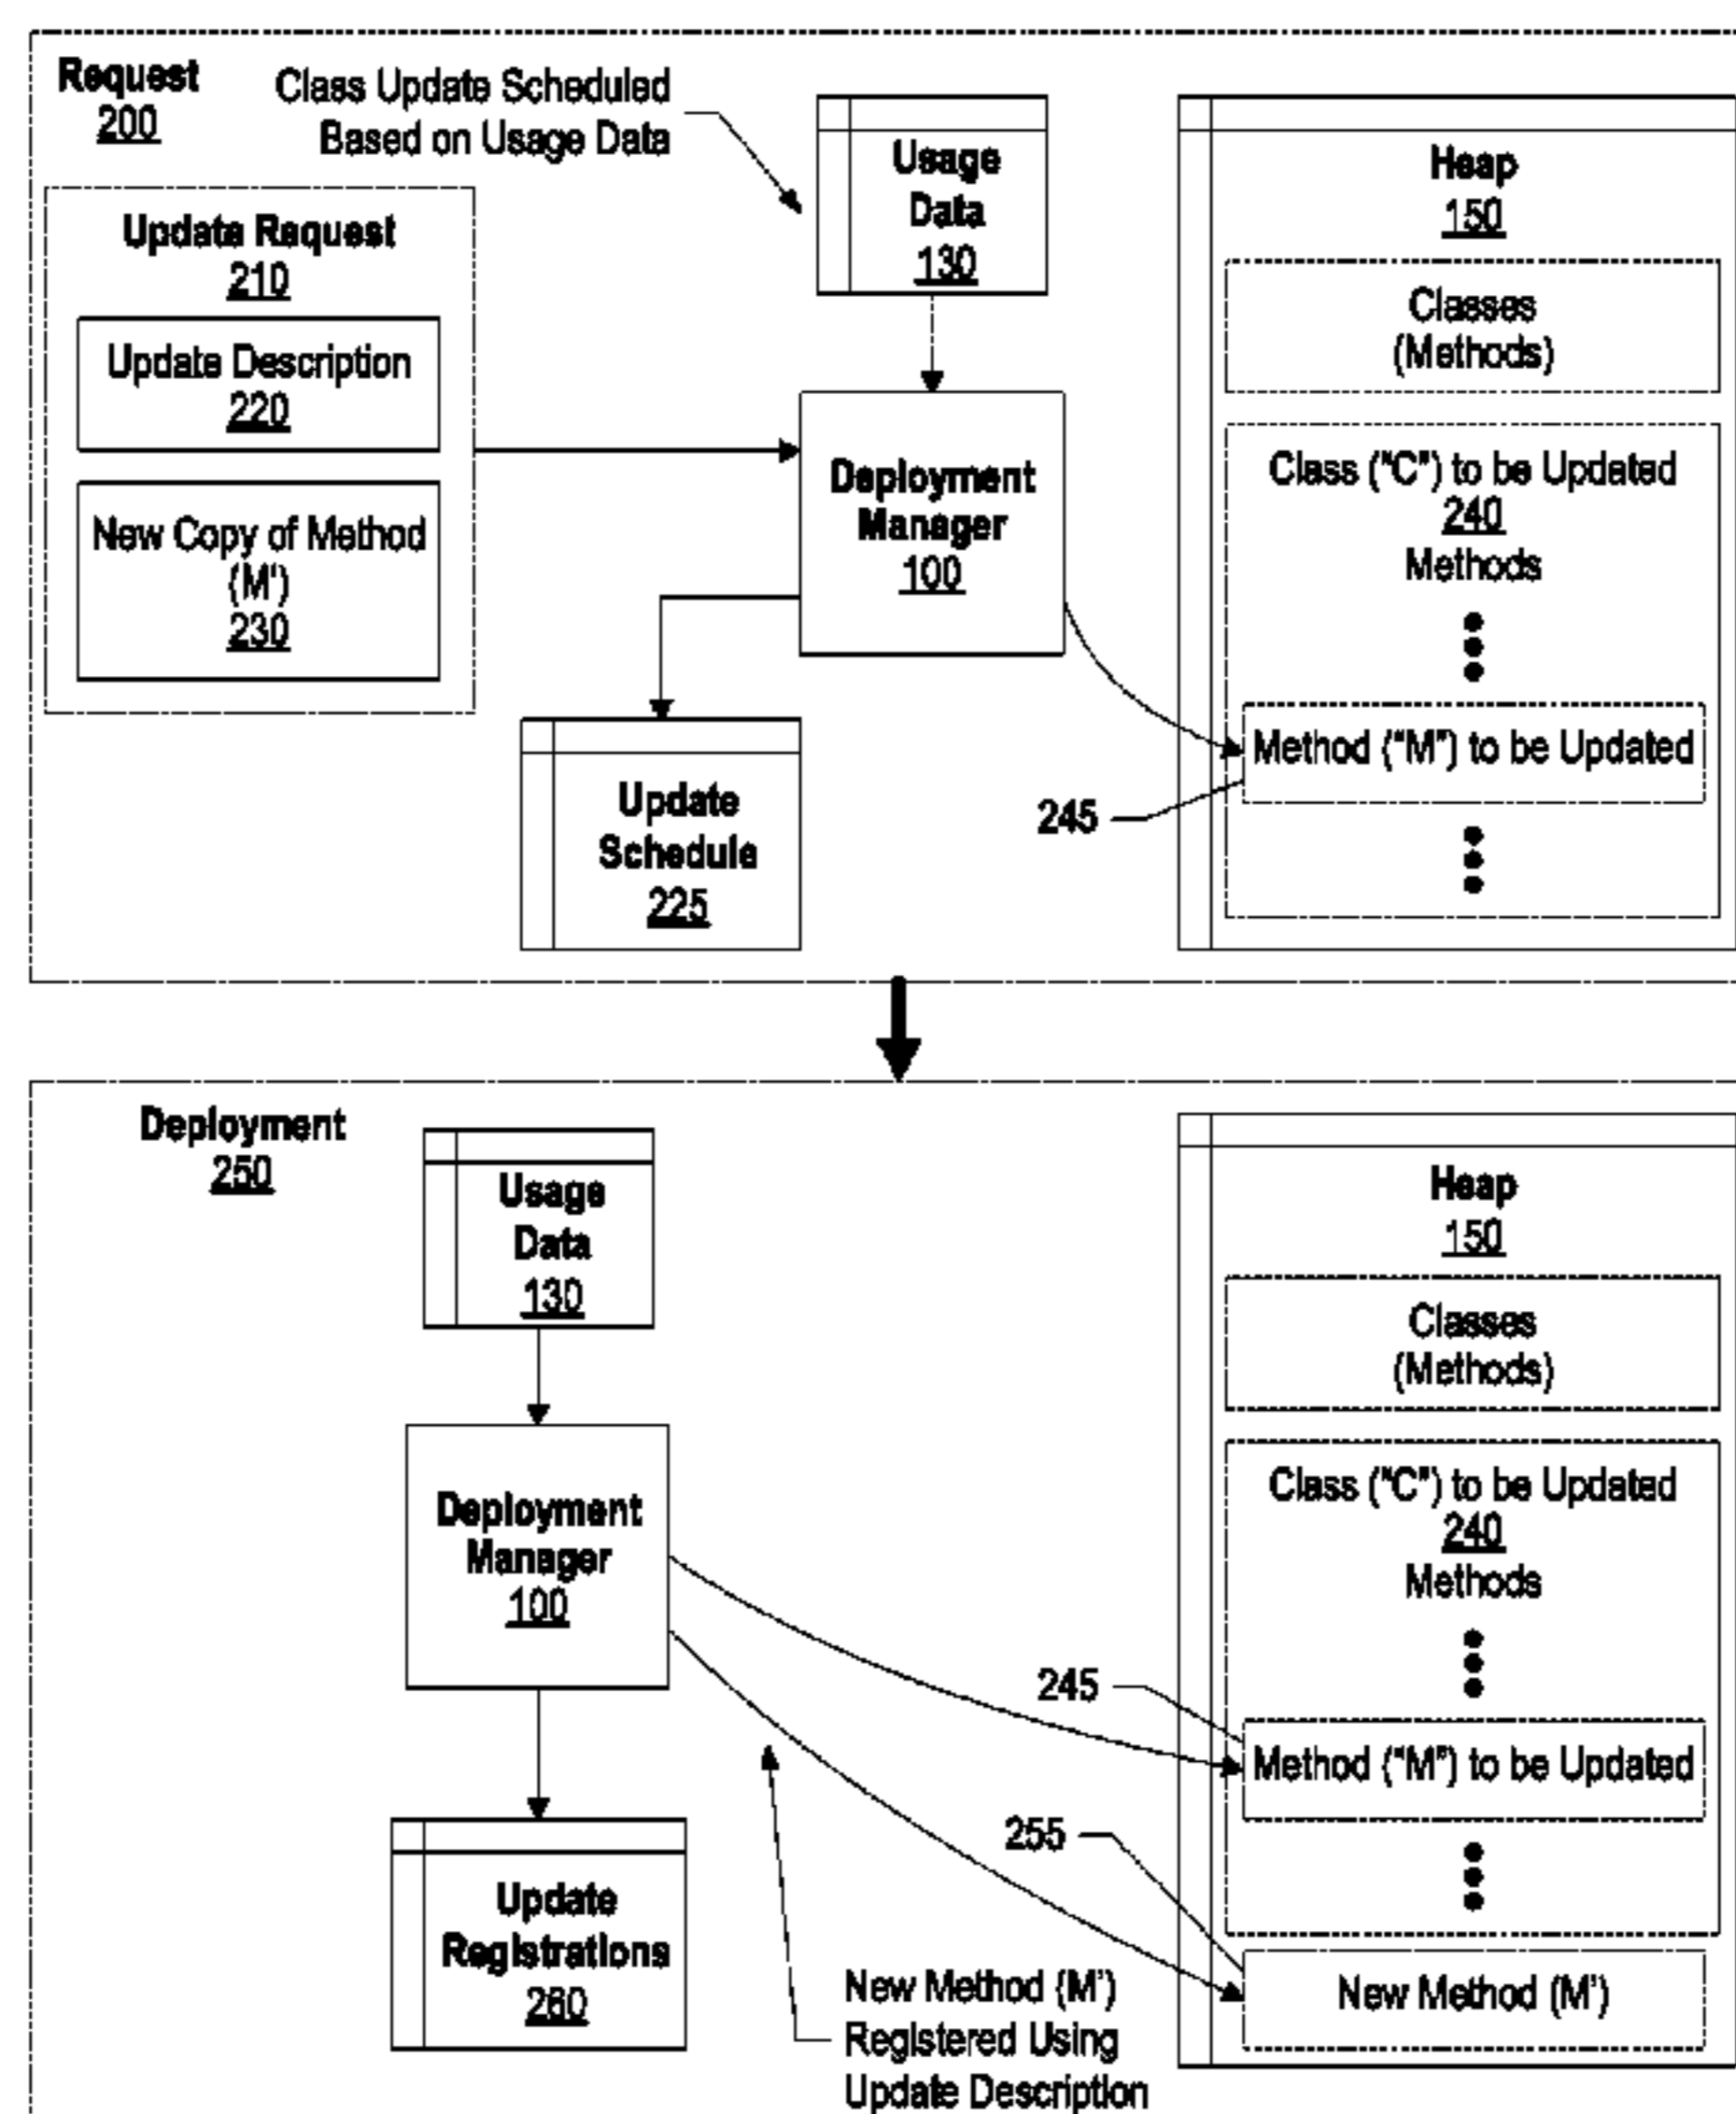 Request
200
Class Update Scheduled
Based on Usage Data
Update Request
210
Update Description
220
New Copy of Method
(M')
230
Usage
Data
130
Deployment
Manager
100
Update
Schedule
225
Heap
150
Classes
(Methods)
Class ("C") to be Updated
240
Methods
Method ("M") to be Updated
245
Deployment
250
Usage
Data
130
Deployment
Manager
100
Update
Registrations
260
New Method (M')
Registered Using
Update Description
Heap
150
Classes
(Methods)
Class ("C") to be Updated
240
Methods
245
Method ("M") to be Updated
255
New Method (M')